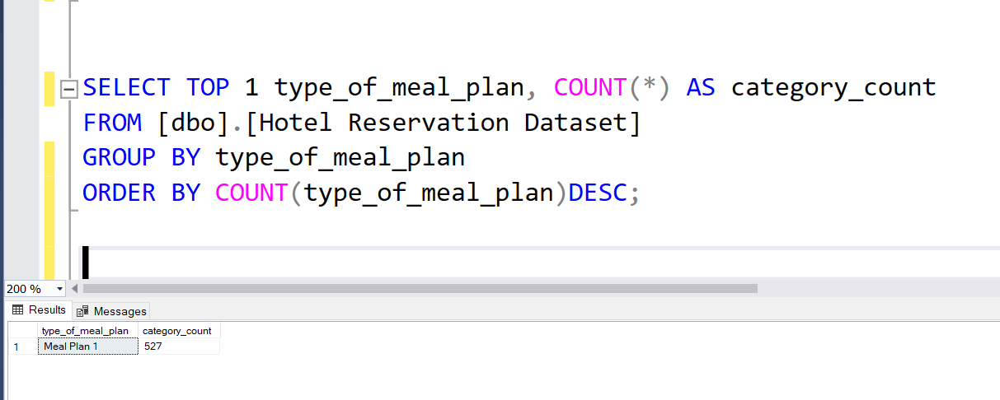 SELECT TOP 1 type_of_meal_plan, COUNT(*) AS category_count
FROM [dbo].[Hotel Reservation Dataset]
GROUP BY type_of_meal_plan
ORDER BY COUNT(type_of_meal_plan)DESC;
200 %
Results Messages
type_of_meal_plan category_count
1 Meal Plan 1 527